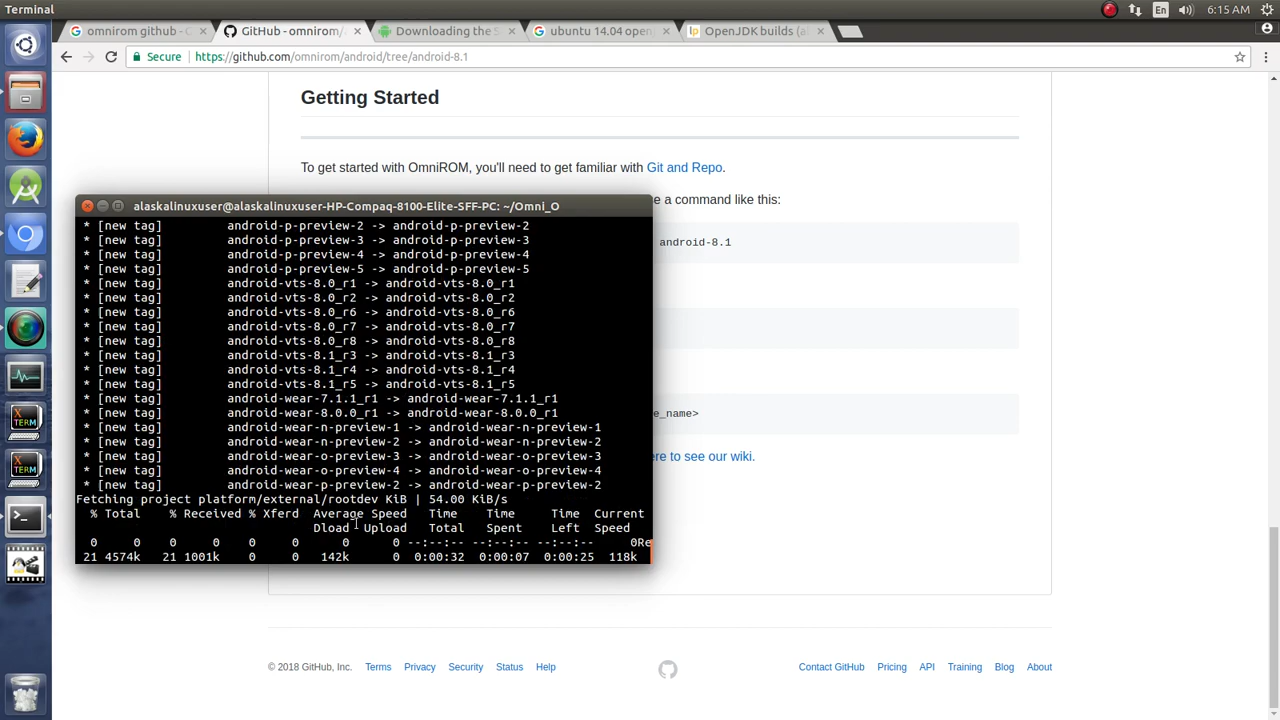 Terminal
En
6:15 AM
omnirom github - G
GitHub - omnirom/
Downloading the S
ubuntu 14.04 open
OpenJDK builds (al
Secure
https://github.com/omnirom/android/tree/android-8.1
Getting Started
To get started with OmniROM, you'll need to get familiar with Git and Repo.
alaskalinuxuser@alaskalinuxuser-HP-Compaq-8100-Elite-SFF-PC: ~/Omni_O
e a command like this:
android-8.1
e_name>
ere to see our wiki.
* [new tag] android-p-preview-2 -> android-p-preview-2
* [new tag] android-p-preview-3 -> android-p-preview-3
* [new tag] android-p-preview-4 -> android-p-preview-4
* [new tag] android-p-preview-5 -> android-p-preview-5
* [new tag] android-vts-8.0_r1 -> android-vts-8.0_r1
* [new tag] android-vts-8.0_r2 -> android-vts-8.0_r2
* [new tag] android-vts-8.0_r6 -> android-vts-8.0_r6
* [new tag] android-vts-8.0_r7 -> android-vts-8.0_r7
* [new tag] android-vts-8.0_r8 -> android-vts-8.0_r8
* [new tag] android-vts-8.1_r3 -> android-vts-8.1_r3
* [new tag] android-vts-8.1_r4 -> android-vts-8.1_r4
* [new tag] android-vts-8.1_r5 -> android-vts-8.1_r5
* [new tag] android-wear-7.1.1_r1 -> android-wear-7.1.1_r1
* [new tag] android-wear-8.0.0_r1 -> android-wear-8.0.0_r1
* [new tag] android-wear-n-preview-1 -> android-wear-n-preview-1
* [new tag] android-wear-n-preview-2 -> android-wear-n-preview-2
* [new tag] android-wear-o-preview-3 -> android-wear-o-preview-3
* [new tag] android-wear-o-preview-4 -> android-wear-o-preview-4
* [new tag] android-wear-p-preview-2 -> android-wear-p-preview-2
Fetching project platform/external/rootdev KiB | 54.00 KiB/s
% Total % Received % Xferd Average Speed Time Time Time Current
Dload Upload Total Spent Left Speed
0 0 0 0 0 0 0 0 --:--:-- --:--:-- --:--:-- 0Re
21 4574k 21 1001k 0 0 142k 0 0:00:32 0:00:07 0:00:25 118k
X
TERM
X
TERM
© 2018 GitHub, Inc. Terms Privacy Security Status Help
Contact GitHub Pricing API Training Blog About